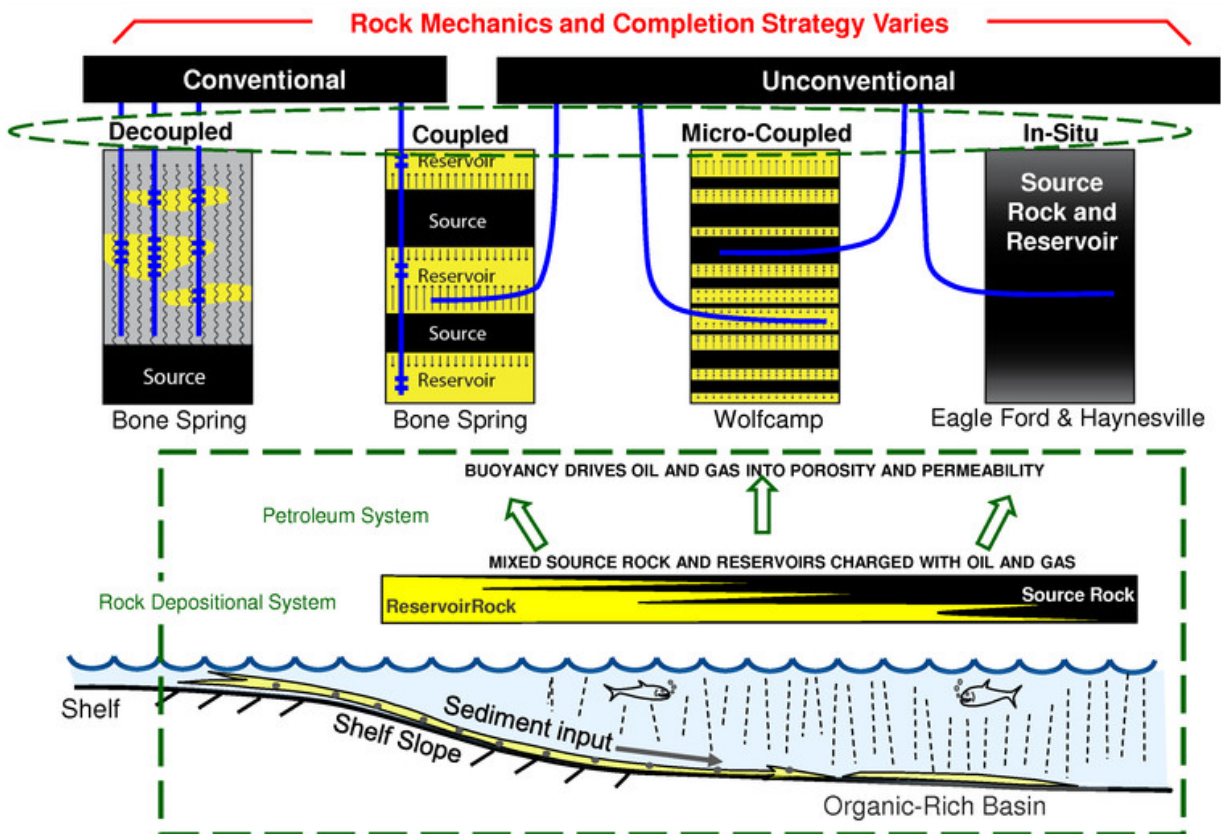 Rock Mechanics and Completion Strategy Varies
Conventional
Unconventional
Decoupled
Coupled
Micro-Coupled
In-Situ
Source
Bone Spring
Reservoir
Source
Reservoir
Source
Reservoir
Bone Spring
Wolfcamp
Source
Rock and
Reservoir
Eagle Ford & Haynesville
BUOYANCY DRIVES OIL AND GAS INTO POROSITY AND PERMEABILITY
Petroleum System
MIXED SOURCE ROCK AND RESERVOIRS CHARGED WITH OIL AND GAS
Rock Depositional System
ReservoirRock
Source Rock
Shelf
Shelf Slope
Sediment input
Organic-Rich Basin